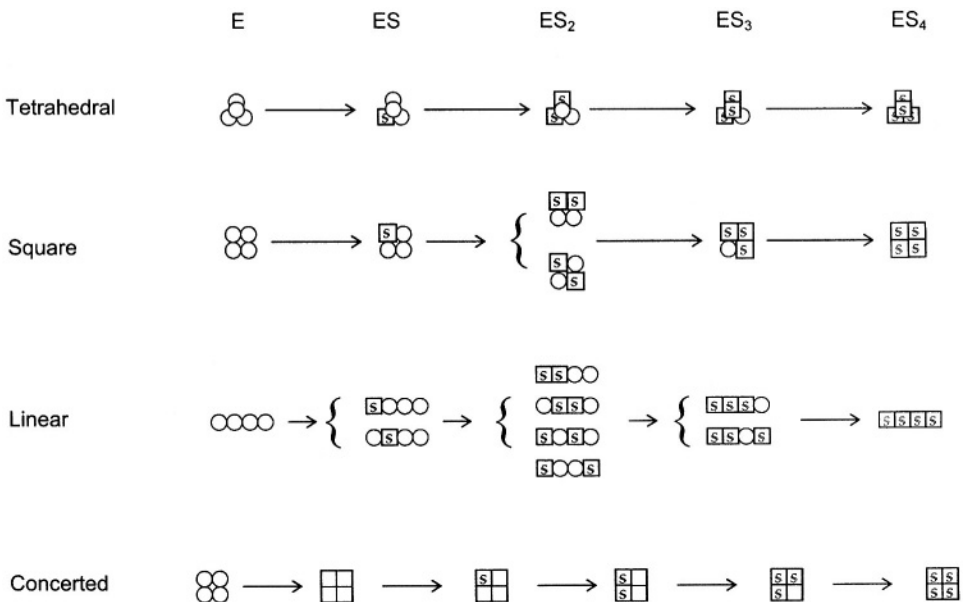 E ES ES₂ ES₃ ES₄
Tetrahedral S S S S S S S S S S
Square S S S S S S S S S S S S
Linear S S S S S S S S S S S S S S S S S S S S
Concerted S S S S S S S S S S